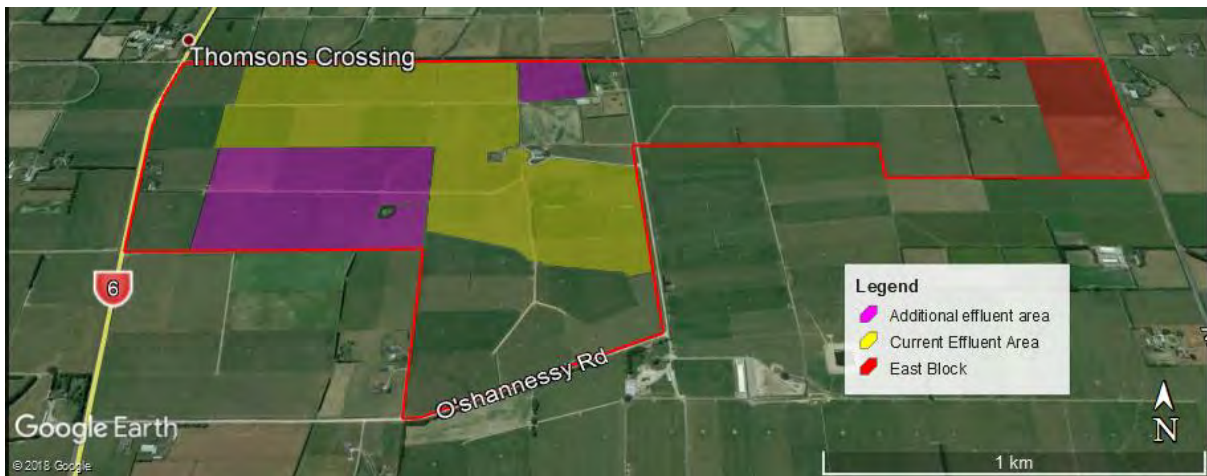 Thomsons Crossing
6
O'shannessy Rd
Legend
Additional effluent area
Current Effluent Area
East Block
N
Google Earth
© 2018 Google
1 km